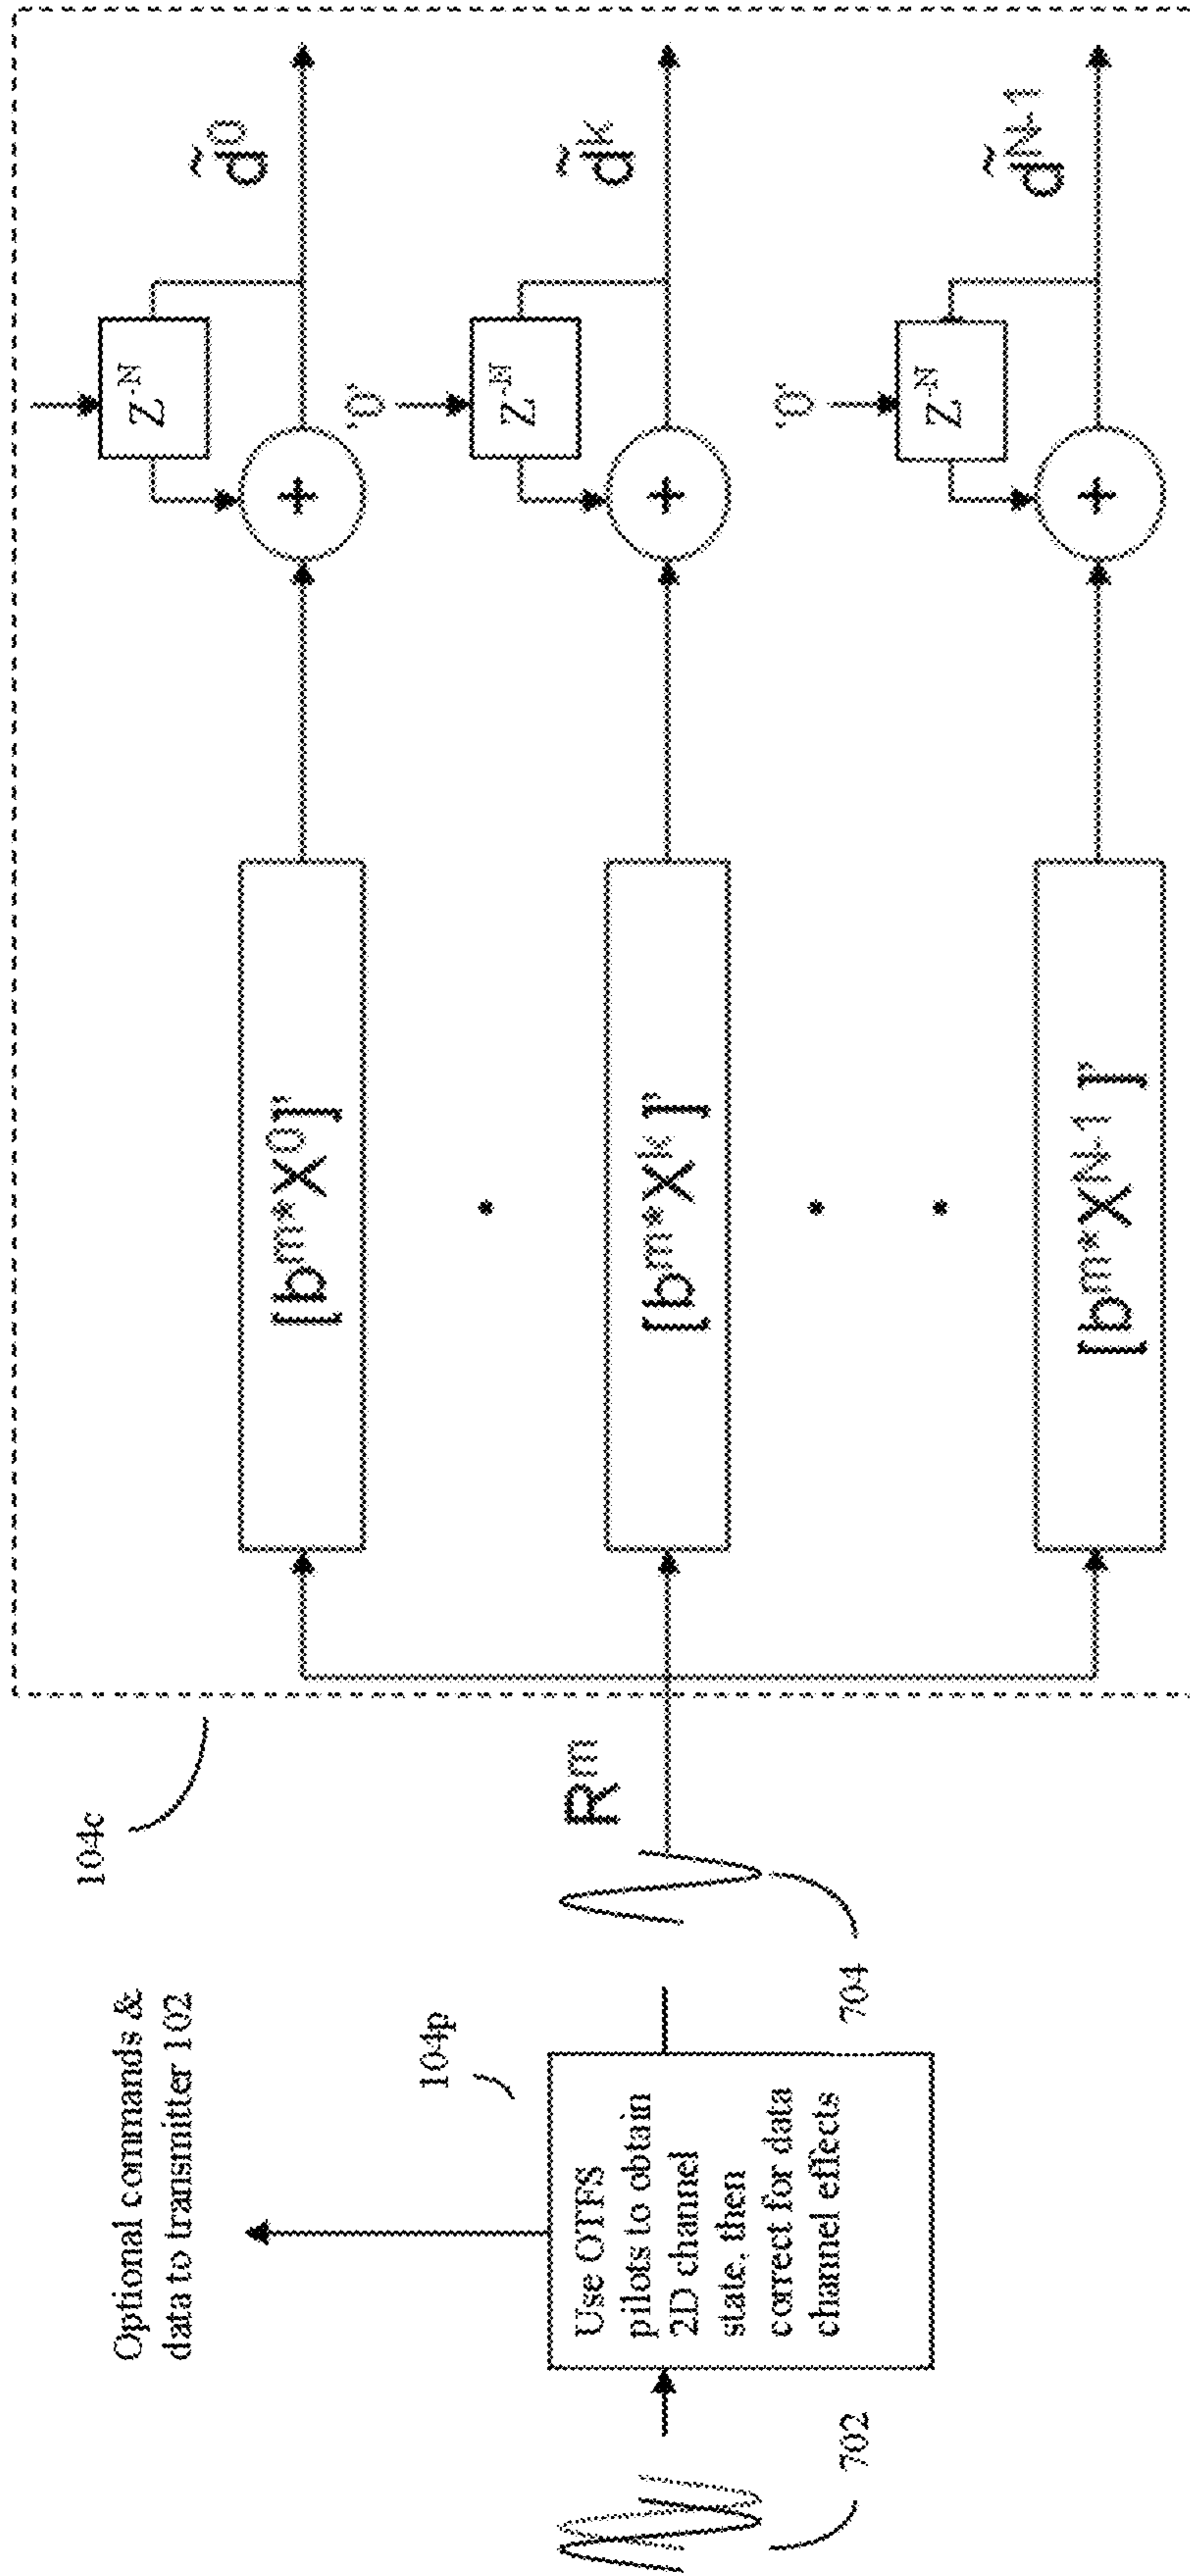 Optional commands &
data to transmitter 102
104c
104p
Use OTFS
pilots to obtain
2D channel
state, then
correct for data
channel effects
702
704
R^m
[b^m* X^0]'
[b^m* X^k ]'
[b^m* X^N-1 ]'
+
+
+
Z^-N
'0'
Z^-N
'0'
Z^-N
d̃^0
d̃^k
d̃^N-1